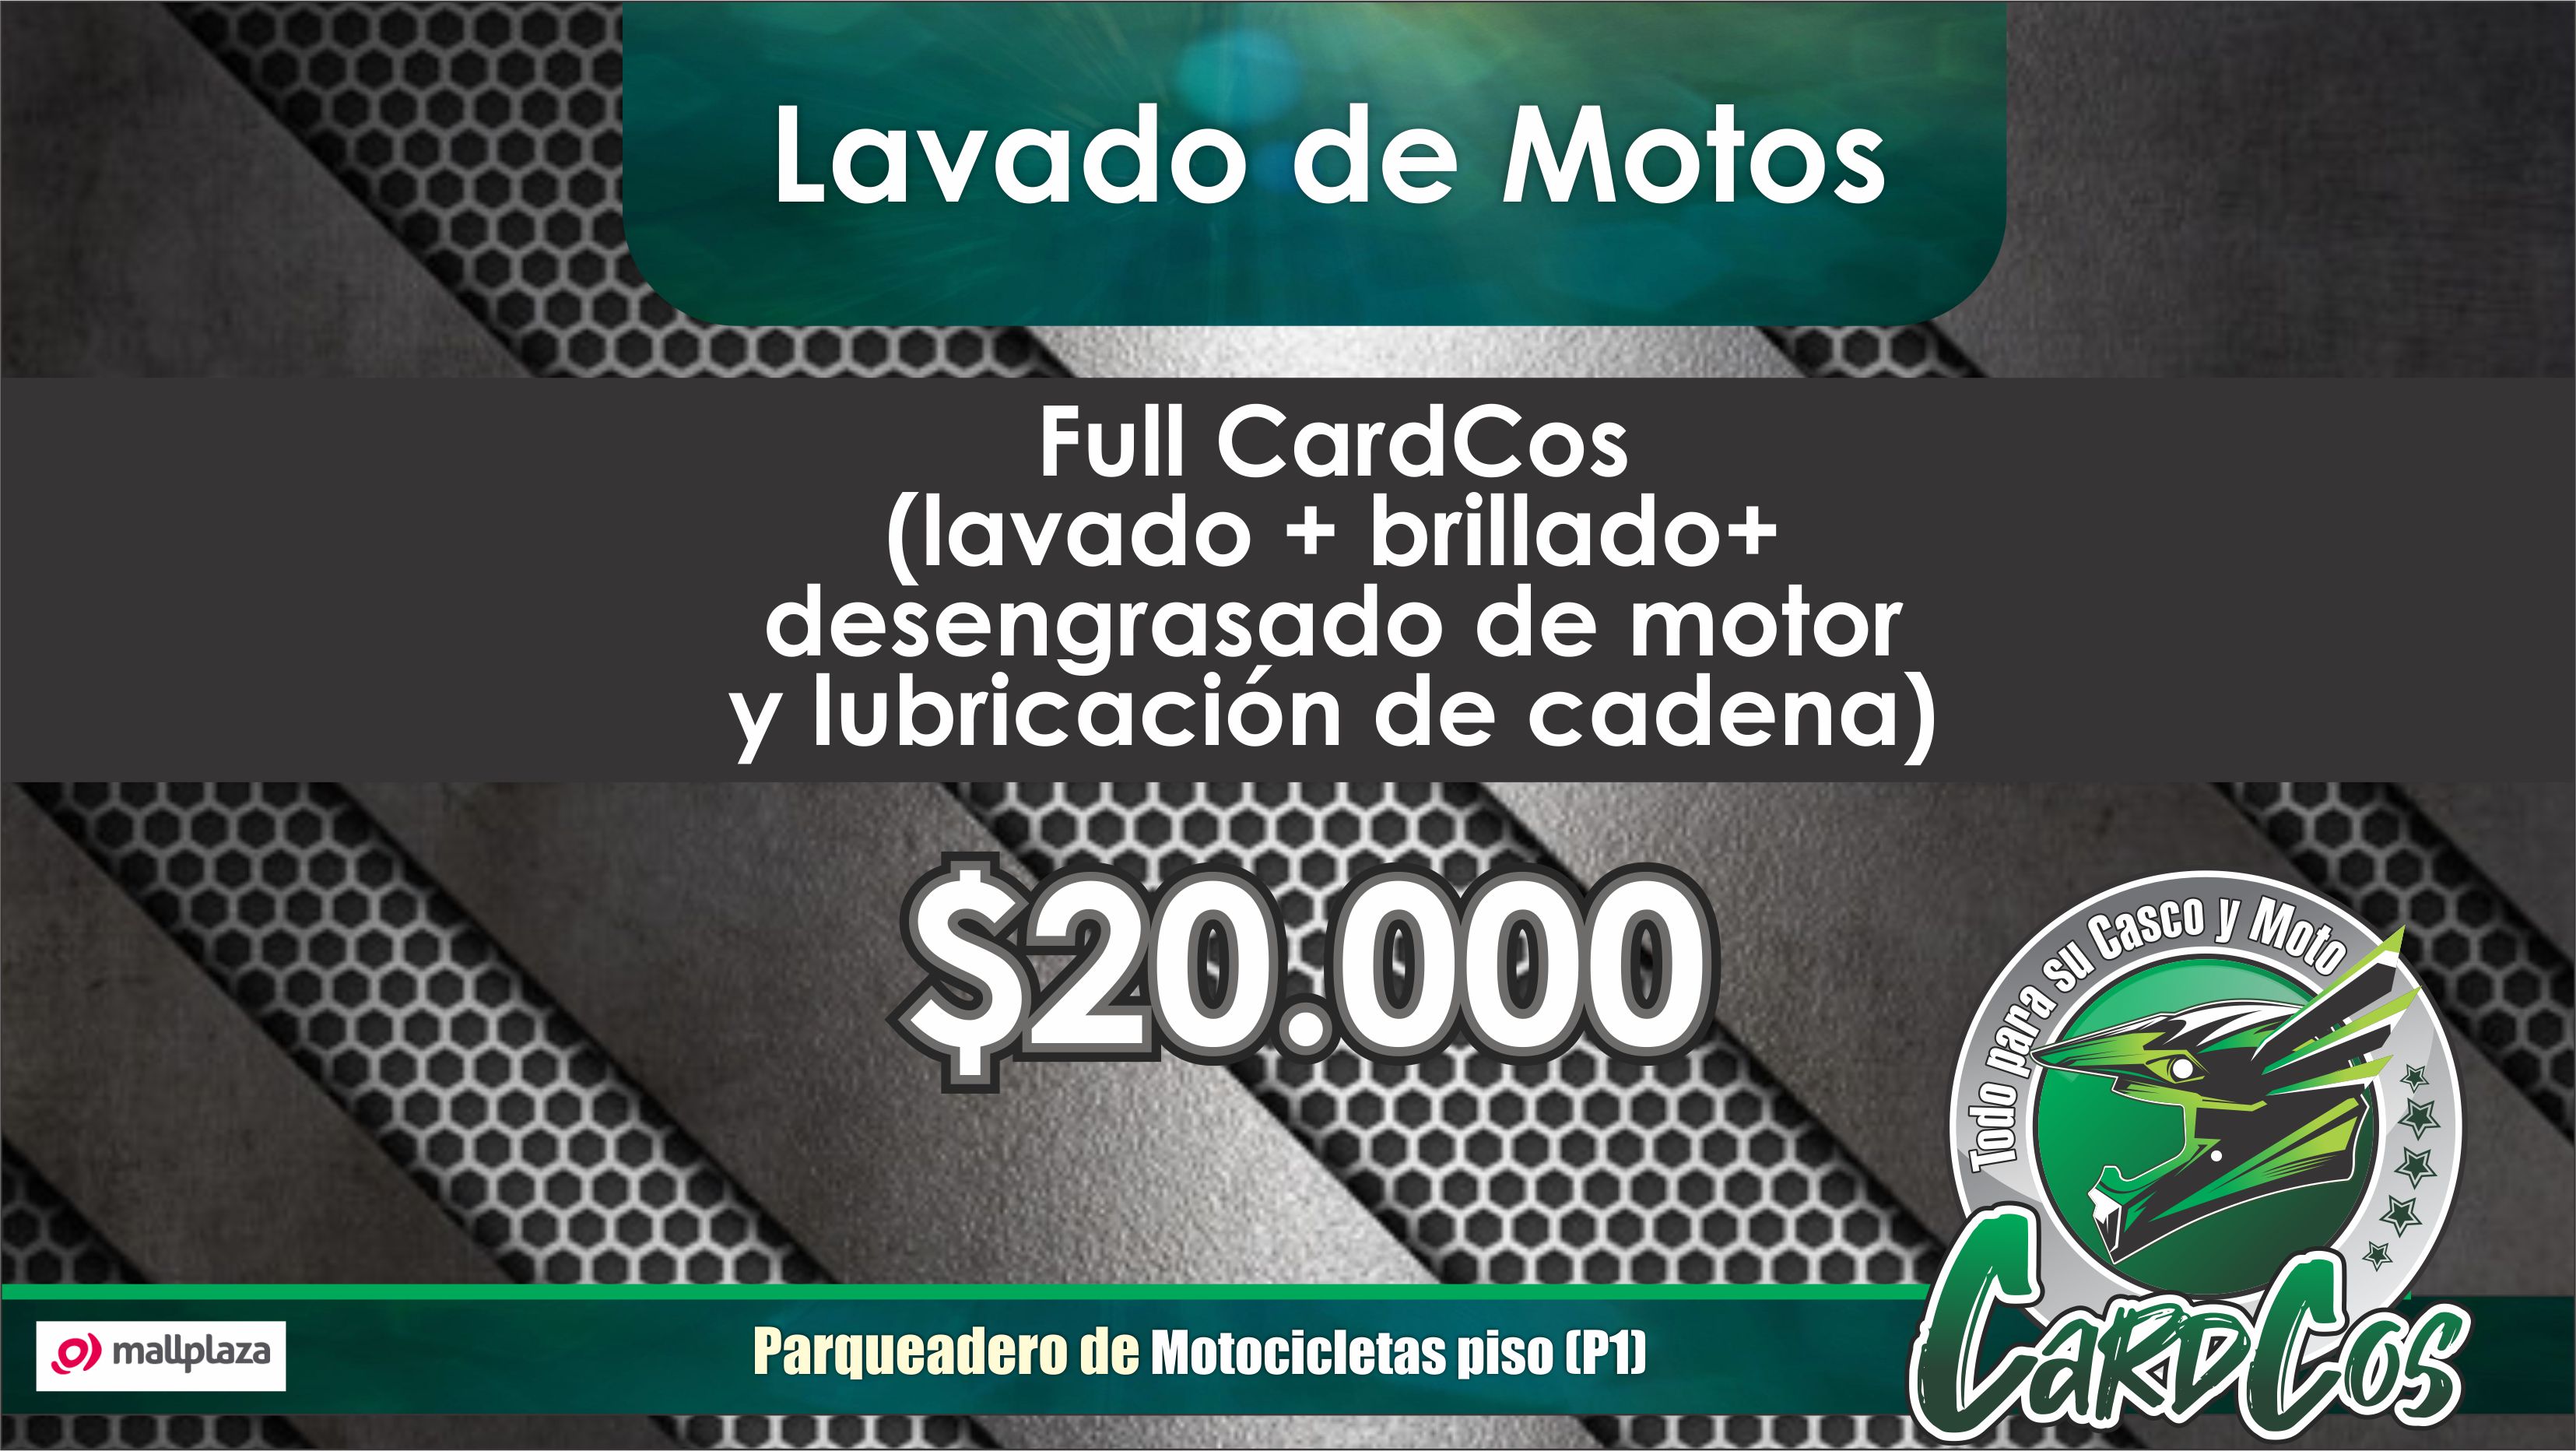 Lavado de Motos
Full CardCos
(lavado + brillado+
desengrasado de motor
y lubricación de cadena)
$20.000
Todo para su Casco y Moto
CardCos
mallplaza
Parqueadero de Motocicletas piso (P1)